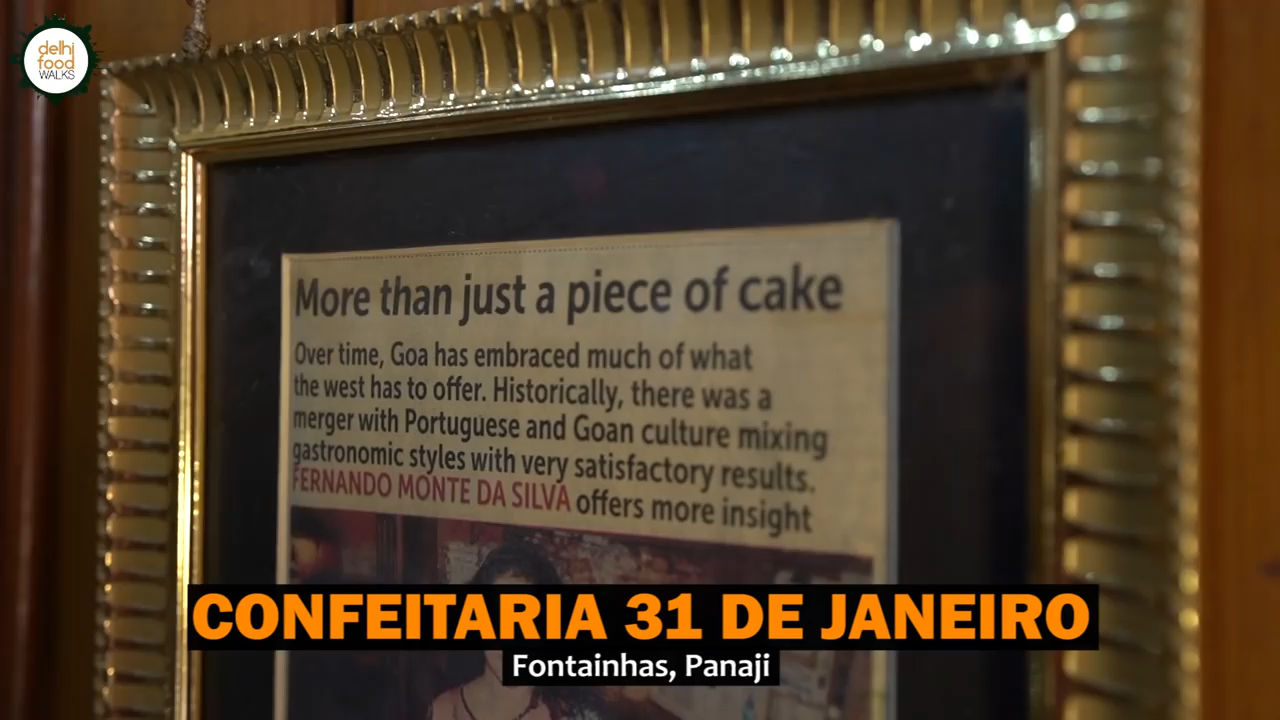 delhi
food
WALKS
More than just a piece of cake
Over time, Goa has embraced much of what
the west has to offer. Historically, there was a
merger with Portuguese and Goan culture mixing
gastronomic styles with very satisfactory results.
FERNANDO MONTE DA SILVA offers more insight
CONFEITARIA 31 DE JANEIRO
Fontainhas, Panaji